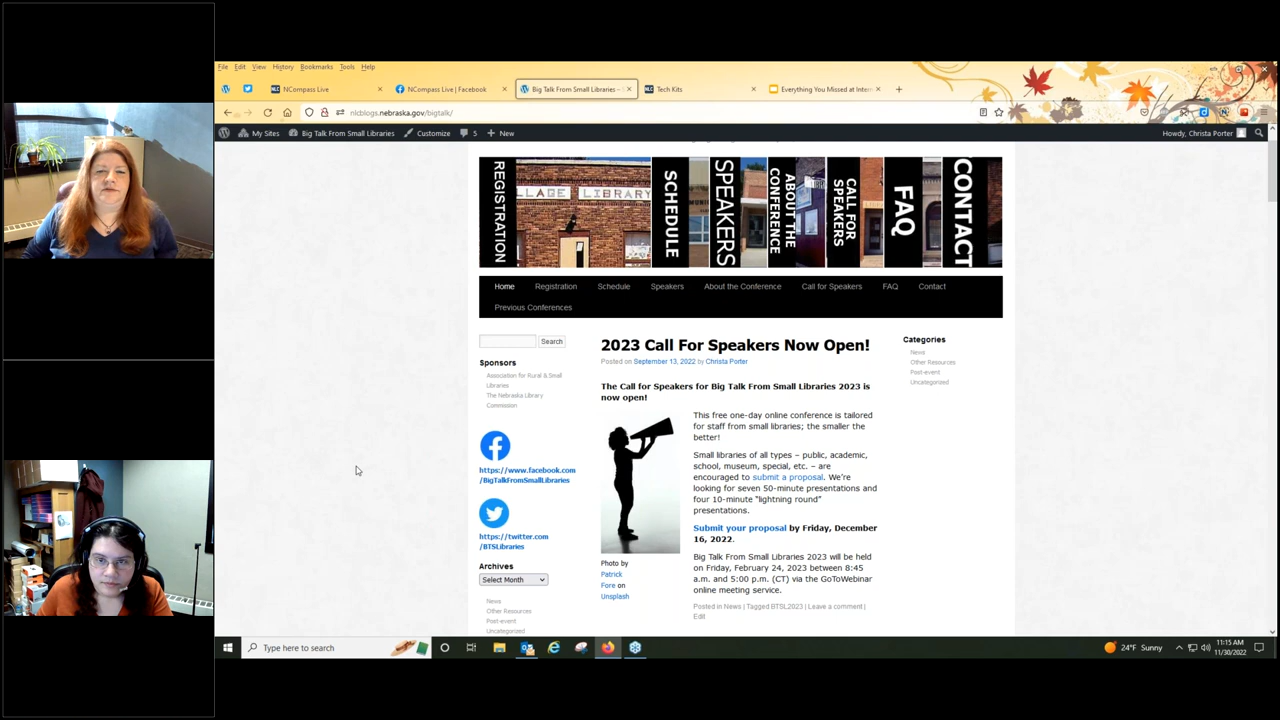 File Edit View History Bookmarks Tools Help
NCompass Live
NCompass Live | Facebook
Big Talk From Small Libraries –
Tech Kits
Everything You Missed at Inter
nlcblogs.nebraska.gov/bigtalk/
My Sites Big Talk From Small Libraries Customize 5 New Howdy, Christa Porter
REGISTRATION
LAGE LIBRARY
SCHEDULE
SPEAKERS
ABOUT THE CONFERENCE
CALL FOR SPEAKERS
FAQ
CONTACT
Home Registration Schedule Speakers About the Conference Call for Speakers FAQ Contact
Previous Conferences
Search
Sponsors
Association for Rural & Small
Libraries
The Nebraska Library
Commission
https://www.facebook.com
/BigTalkFromSmallLibraries
https://twitter.com
/BTSLibraries
Archives
Select Month
News
Other Resources
Post-event
Uncategorized
2023 Call For Speakers Now Open!
Posted on September 13, 2022 by Christa Porter
The Call for Speakers for Big Talk From Small Libraries 2023 is
now open!
This free one-day online conference is tailored
for staff from small libraries; the smaller the
better!
Small libraries of all types – public, academic,
school, museum, special, etc. – are
encouraged to submit a proposal. We're
looking for seven 50-minute presentations and
four 10-minute "lightning round"
presentations.
Submit your proposal by Friday, December
16, 2022.
Big Talk From Small Libraries 2023 will be held
on Friday, February 24, 2023 between 8:45
a.m. and 5:00 p.m. (CT) via the GoToWebinar
online meeting service.
Photo by
Patrick
Fore on
Unsplash
Posted in News | Tagged BTSL2023 | Leave a comment |
Edit
Categories
News
Other Resources
Post-event
Uncategorized
Type here to search
24°F Sunny
11:15 AM
11/30/2022